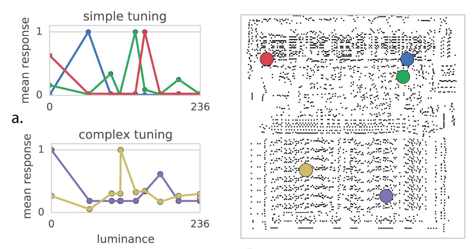 simple tuning
mean response
1
0
0
236
a.
complex tuning
mean response
1
0
0
236
luminance